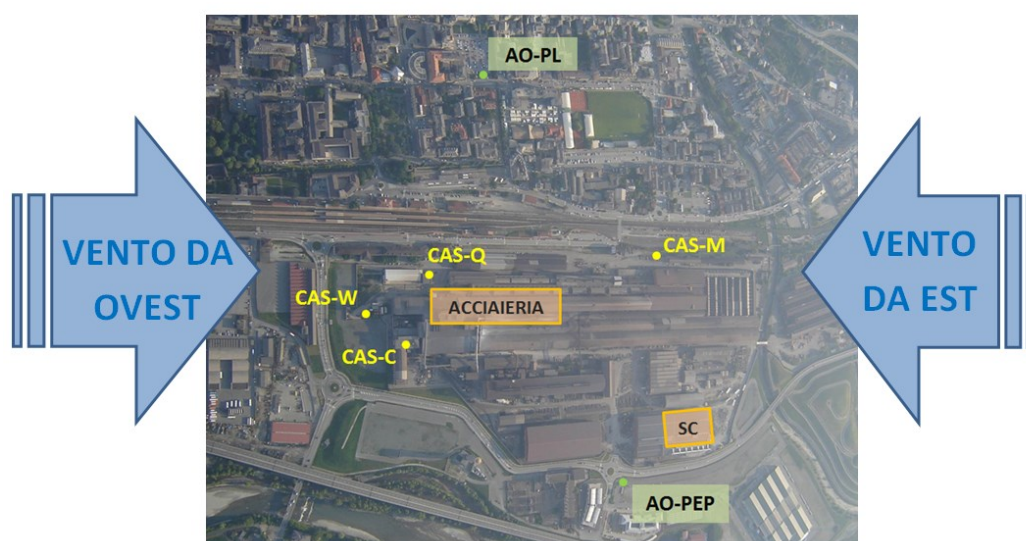 AO-PL
VENTO DA
OVEST
CAS-Q
CAS-M
VENTO
DA EST
CAS-W
ACCIAIERIA
CAS-C
SC
AO-PEP